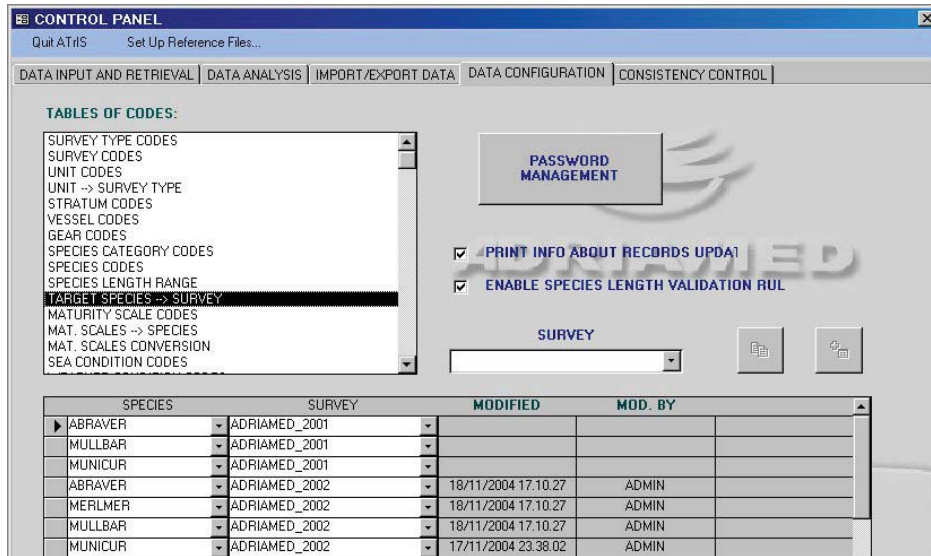 CONTROL PANEL
Quit ATrIS Set Up Reference Files...
DATA INPUT AND RETRIEVAL DATA ANALYSIS IMPORT/EXPORT DATA DATA CONFIGURATION CONSISTENCY CONTROL
TABLES OF CODES:
SURVEY TYPE CODES
SURVEY CODES
UNIT CODES
UNIT --> SURVEY TYPE
STRATUM CODES
VESSEL CODES
GEAR CODES
SPECIES CATEGORY CODES
SPECIES CODES
SPECIES LENGTH RANGE
TARGET SPECIES --> SURVEY
MATURITY SCALE CODES
MAT. SCALES --> SPECIES
MAT. SCALES CONVERSION
SEA CONDITION CODES
PASSWORD
MANAGEMENT
ADRIAMED
PRINT INFO ABOUT RECORDS UPDAT
ENABLE SPECIES LENGTH VALIDATION RUL
SURVEY
SPECIES SURVEY MODIFIED MOD. BY
ABRAVER ADRIAMED_2001
MULLBAR ADRIAMED_2001
MUNICUR ADRIAMED_2001
ABRAVER ADRIAMED_2002 18/11/2004 17.10.27 ADMIN
MERLMER ADRIAMED_2002 18/11/2004 17.10.27 ADMIN
MULLBAR ADRIAMED_2002 18/11/2004 17.10.27 ADMIN
MUNICUR ADRIAMED_2002 17/11/2004 23.38.02 ADMIN